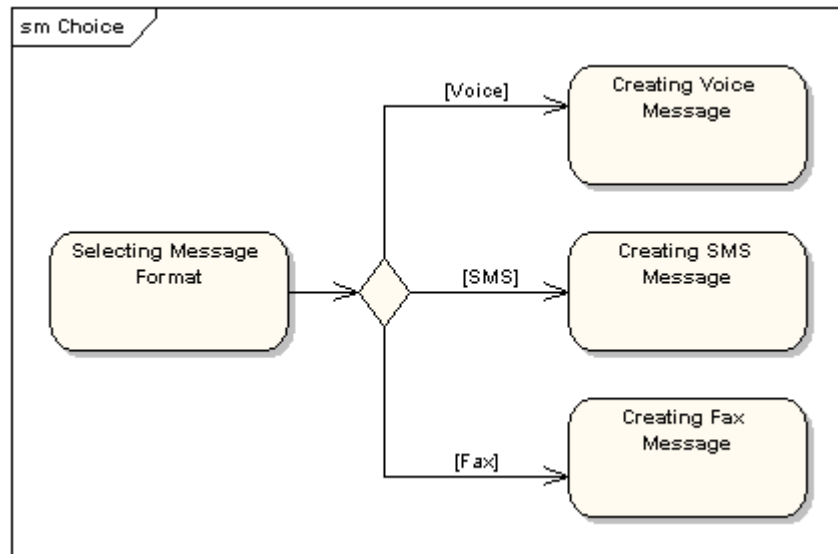 sm Choice
[Voice]
Creating Voice
Message
Selecting Message
Format
[SMS]
Creating SMS
Message
[Fax]
Creating Fax
Message